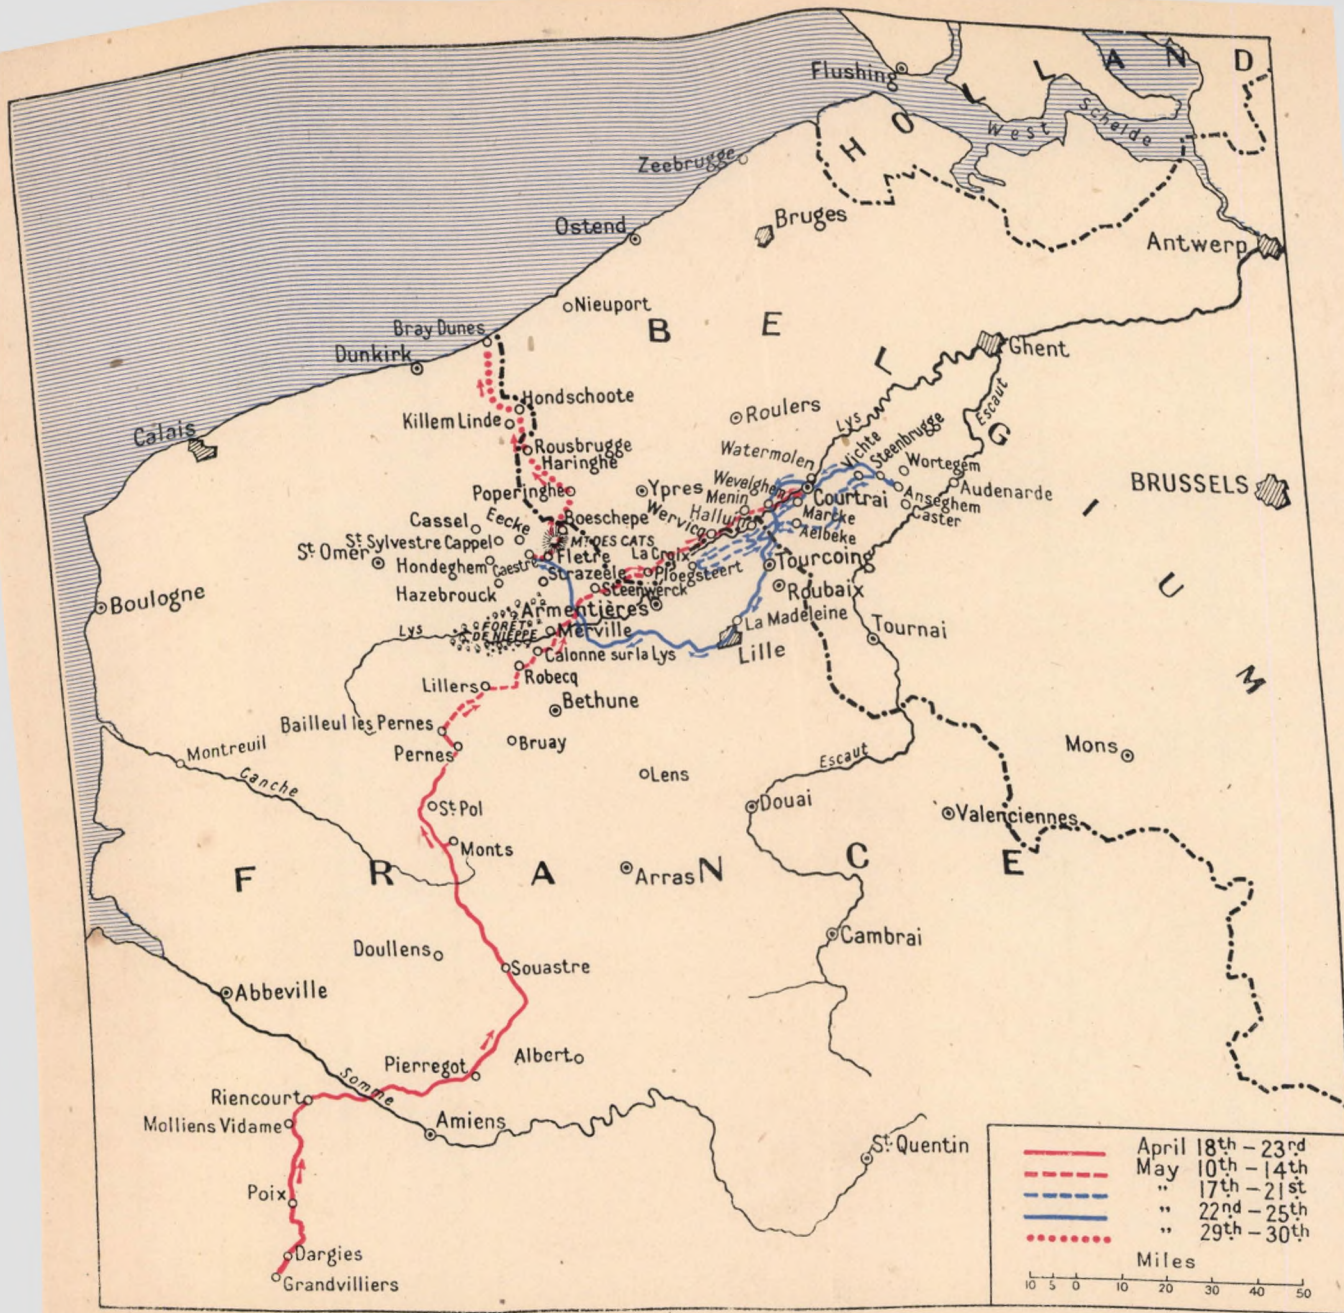 Flushing
H O L L A N D
West Schelde
Zeebrugge
Bruges
Ostend
Antwerp
Nieuport
B E L G I U M
Bray Dunes
Dunkirk
Ghent
Escaut
Hondschoote
Killem Linde
Roulers
Lys
Calais
Rousbrugge
Haringhe
Watermolen
Vichte
Steenbrugge
Wortegem
Audenarde
BRUSSELS
Poperinghe
Ypres
Wevelghem
Courtrai
Anseghem
Caster
Menin
Marcke
Halluin
Aelbeke
Wervicq
Cassel
Eecke
Boeschepe
St. Omer
St. Sylvestre Cappel
MT. DES CATS
Hondeghem
Caestre
Fletre
La Croix
Tourcoing
Strazeele
Ploegsteert
Hazebrouck
Steenwerck
Roubaix
Boulogne
Armentières
La Madeleine
Lys
FORÊT
DE NIEPPE
Merville
Tournai
Calonne sur la Lys
Lille
Robecq
Lillers
Bethune
Bailleul les Pernes
Pernes
Bruay
Montreuil
Canche
Lens
Escaut
Mons
St. Pol
Douai
Valenciennes
Monts
F R A N C E
Arras
Doullens
Cambrai
Souastre
Abbeville
Albert
Pierregot
Somme
Riencourt
Molliens Vidame
Amiens
St. Quentin
Poix
Dargies
Grandvilliers
April 18th – 23rd
May 10th – 14th
" 17th – 21st
" 22nd – 25th
" 29th – 30th
Miles
10 5 0 10 20 30 40 50